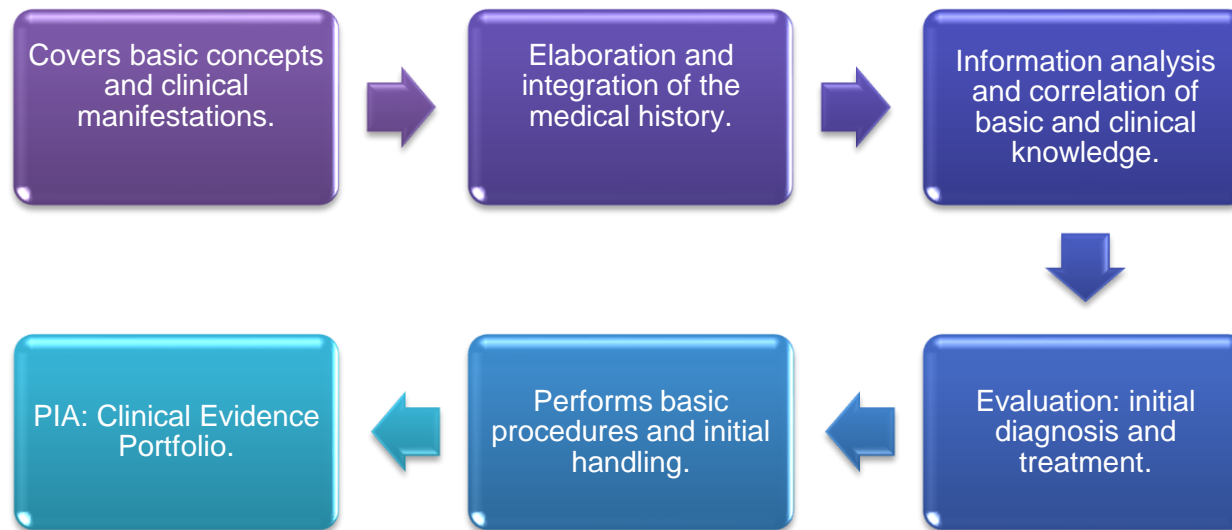 Covers basic concepts
and clinical
manifestations.
Elaboration and
integration of the
medical history.
Information analysis
and correlation of
basic and clinical
knowledge.
Evaluation: initial
diagnosis and
treatment.
Performs basic
procedures and initial
handling.
PIA: Clinical Evidence
Portfolio.